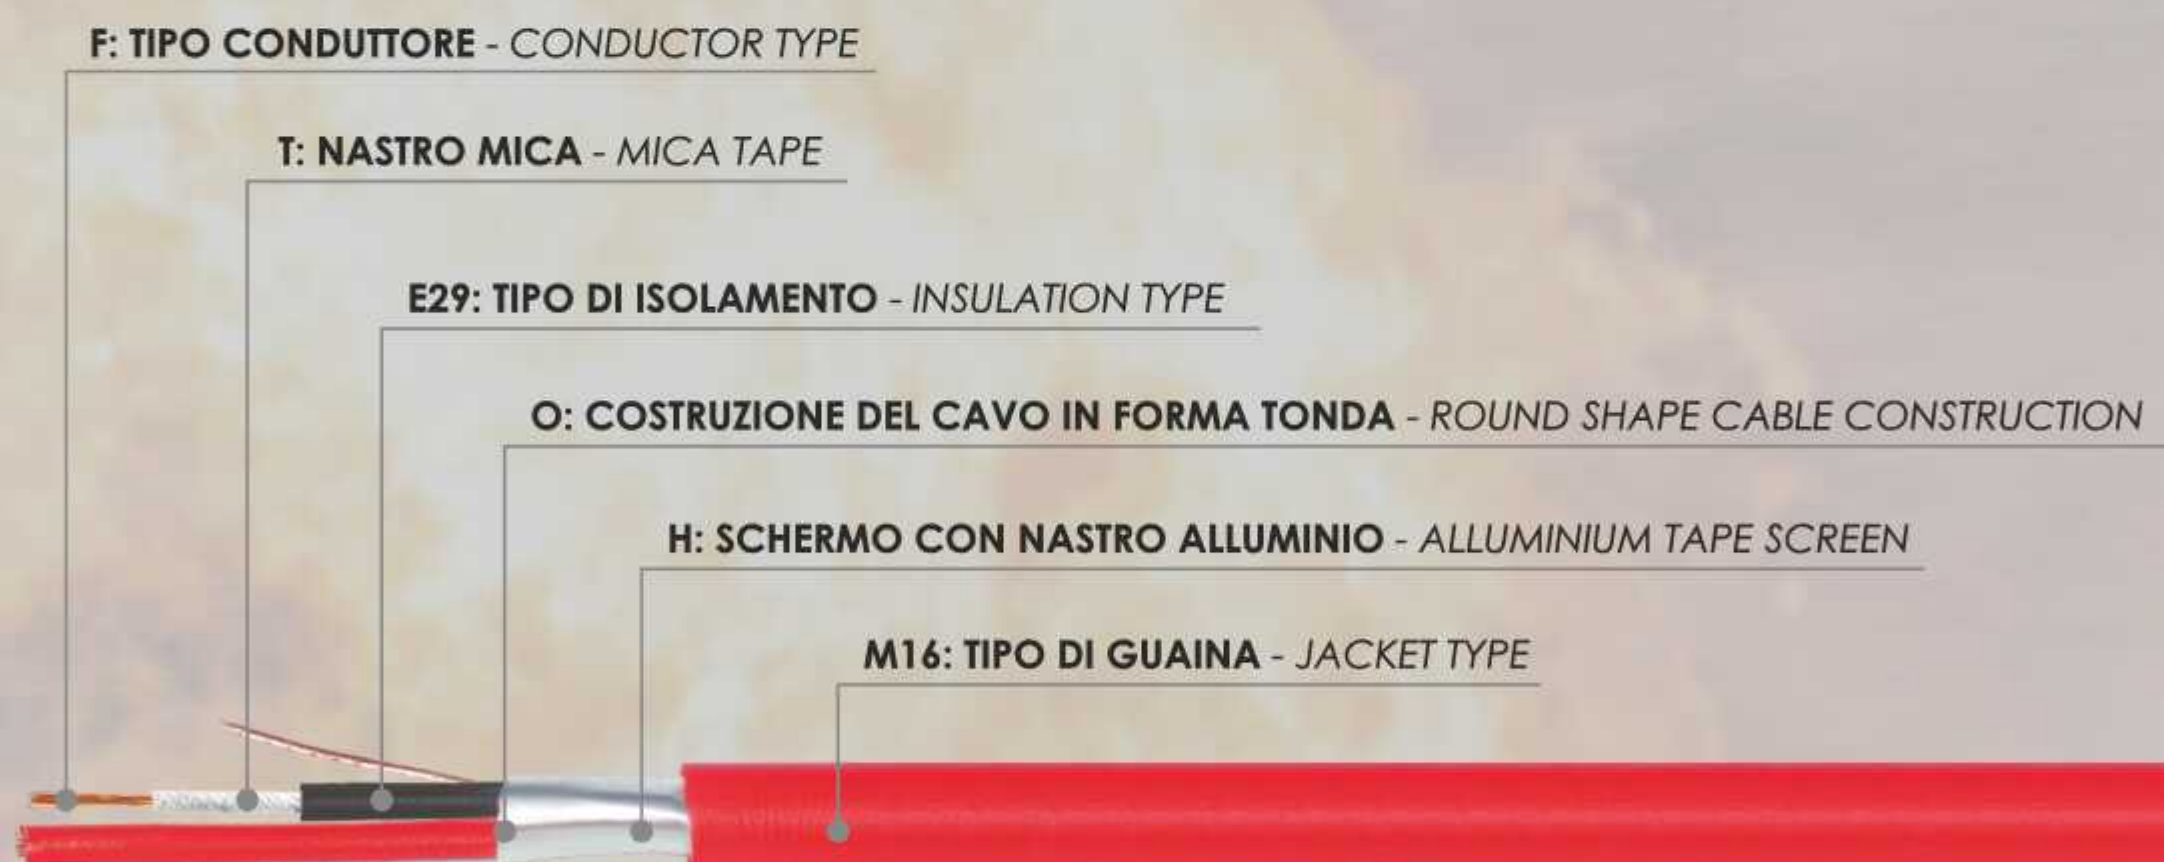 F: TIPO CONDUTTORE - CONDUCTOR TYPE
T: NASTRO MICA - MICA TAPE
E29: TIPO DI ISOLAMENTO - INSULATION TYPE
O: COSTRUZIONE DEL CAVO IN FORMA TONDA - ROUND SHAPE CABLE CONSTRUCTION
H: SCHERMO CON NASTRO ALLUMINIO - ALLUMINIUM TAPE SCREEN
M16: TIPO DI GUAINA - JACKET TYPE